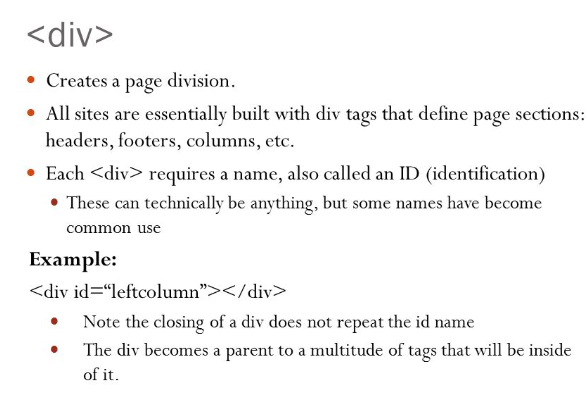 <div>
Creates a page division.
All sites are essentially built with div tags that define page sections:
headers, footers, columns, etc.
Each <div> requires a name, also called an ID (identification)
These can technically be anything, but some names have become
common use
Example:
<div id=“leftcolumn”></div>
Note the closing of a div does not repeat the id name
The div becomes a parent to a multitude of tags that will be inside
of it.